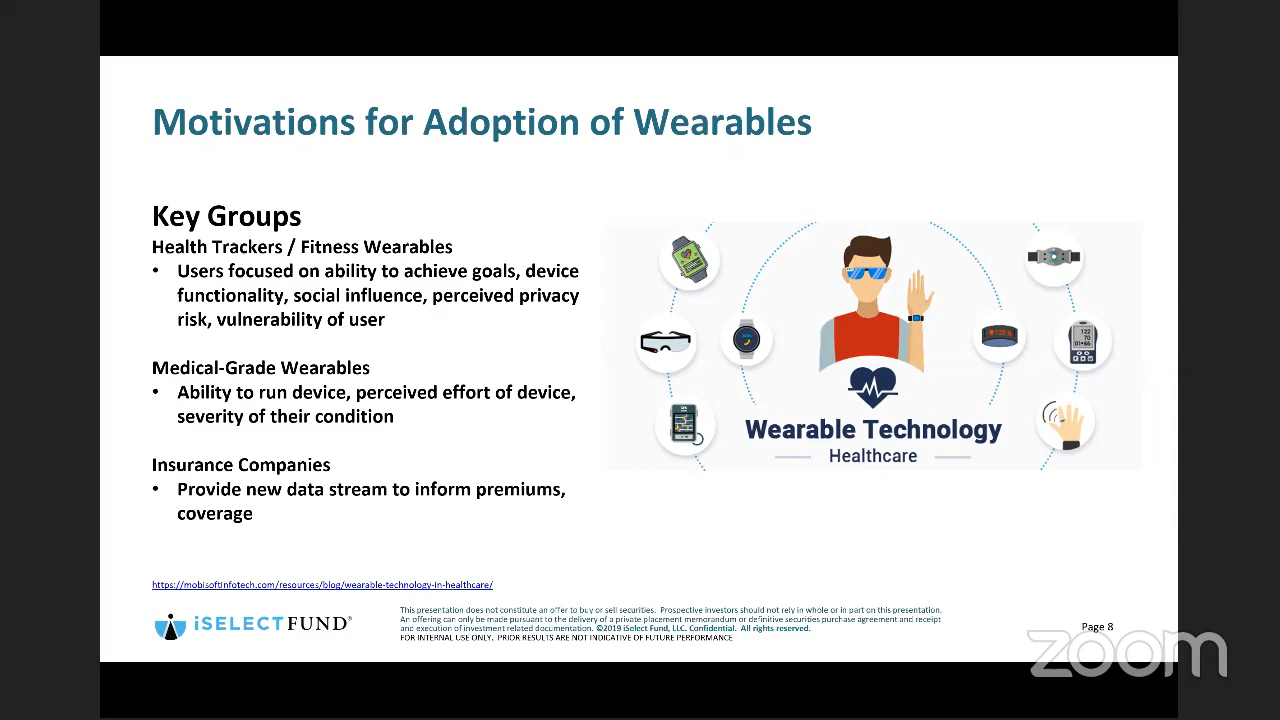 Motivations for Adoption of Wearables
Key Groups
Health Trackers / Fitness Wearables
• Users focused on ability to achieve goals, device
functionality, social influence, perceived privacy
risk, vulnerability of user
Medical-Grade Wearables
• Ability to run device, perceived effort of device,
severity of their condition
Insurance Companies
• Provide new data stream to inform premiums,
coverage
122
70
Wearable Technology
Healthcare
https://mobisoftinfotech.com/resources/blog/wearable-technology-in-healthcare/
iSELECTFUND®
This presentation does not constitute an offer to buy or sell securities. Prospective investors should not rely in whole or in part on this presentation.
An offering can only be made pursuant to the delivery of a private placement memorandum or definitive securities purchase agreement and receipt
and execution of investment related documentation. ©2019 iSelect Fund, LLC. Confidential. All rights reserved.
FOR INTERNAL USE ONLY. PRIOR RESULTS ARE NOT INDICATIVE OF FUTURE PERFORMANCE
Page 8
zoom